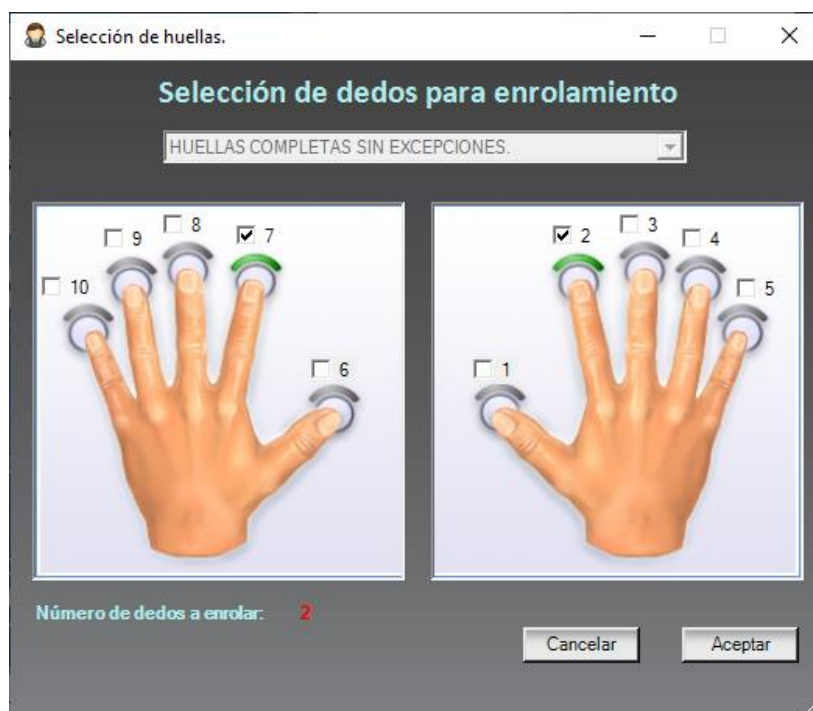 Selección de huellas.
Selección de dedos para enrolamiento
HUELLAS COMPLETAS SIN EXCEPCIONES.
10
9
8
7
6
1
2
3
4
5
Número de dedos a enrolar: 2
Cancelar
Aceptar